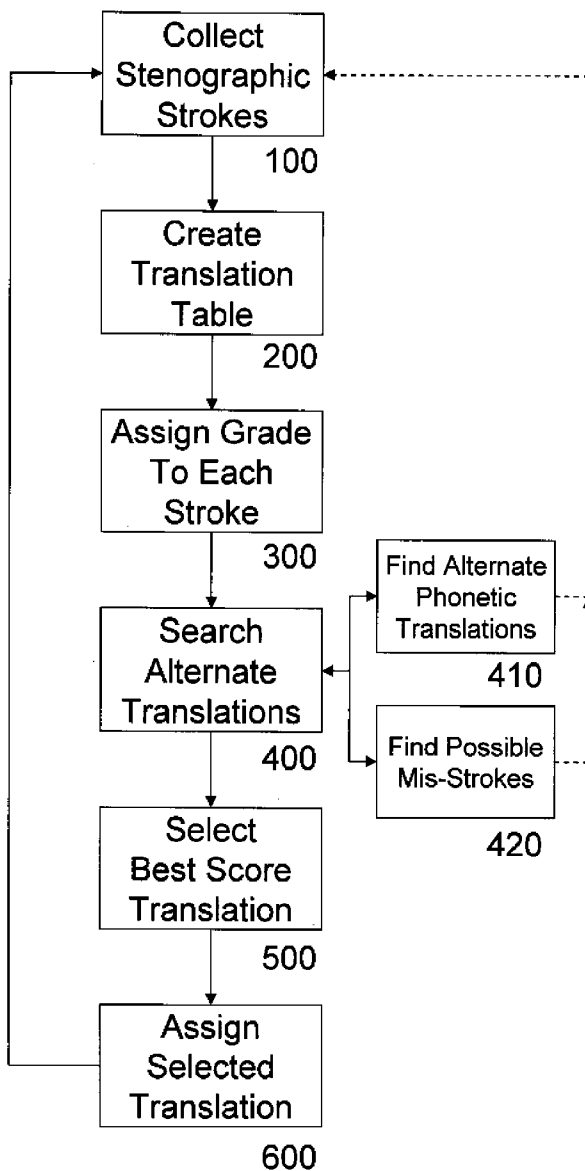 Collect
Stenographic
Strokes
100
Create
Translation
Table
200
Assign Grade
To Each
Stroke
300
Search
Alternate
Translations
400
Find Alternate
Phonetic
Translations
410
Find Possible
Mis-Strokes
420
Select
Best Score
Translation
500
Assign
Selected
Translation
600